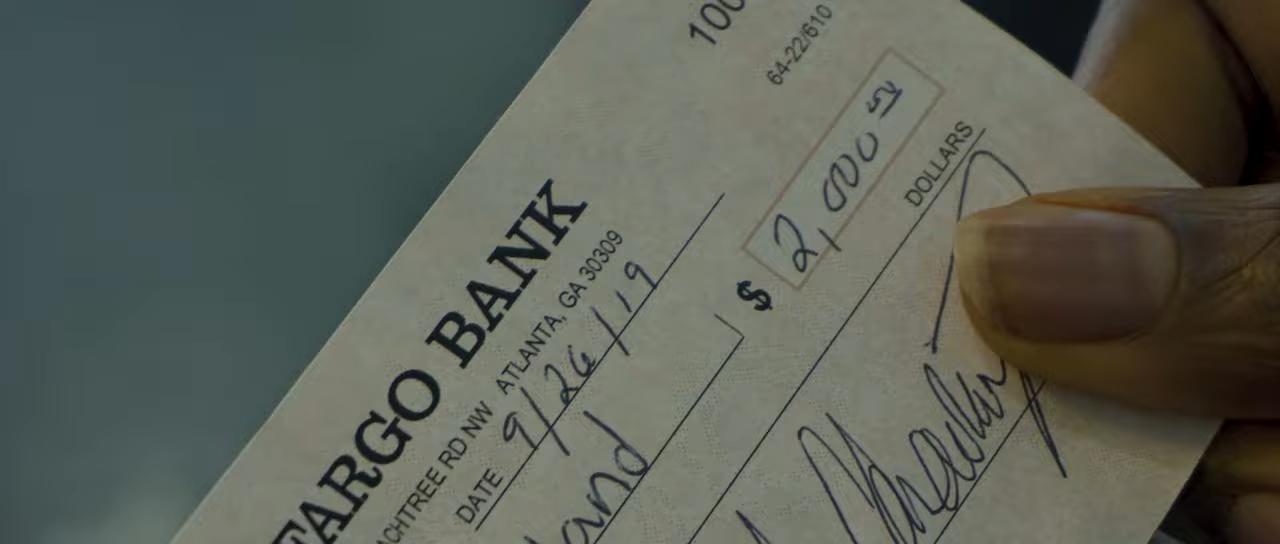 100
64-22/610
FARGO BANK
ACHTREE RD NW ATLANTA, GA 30309
DATE 9/26/19
$ 2,000
and
DOLLARS